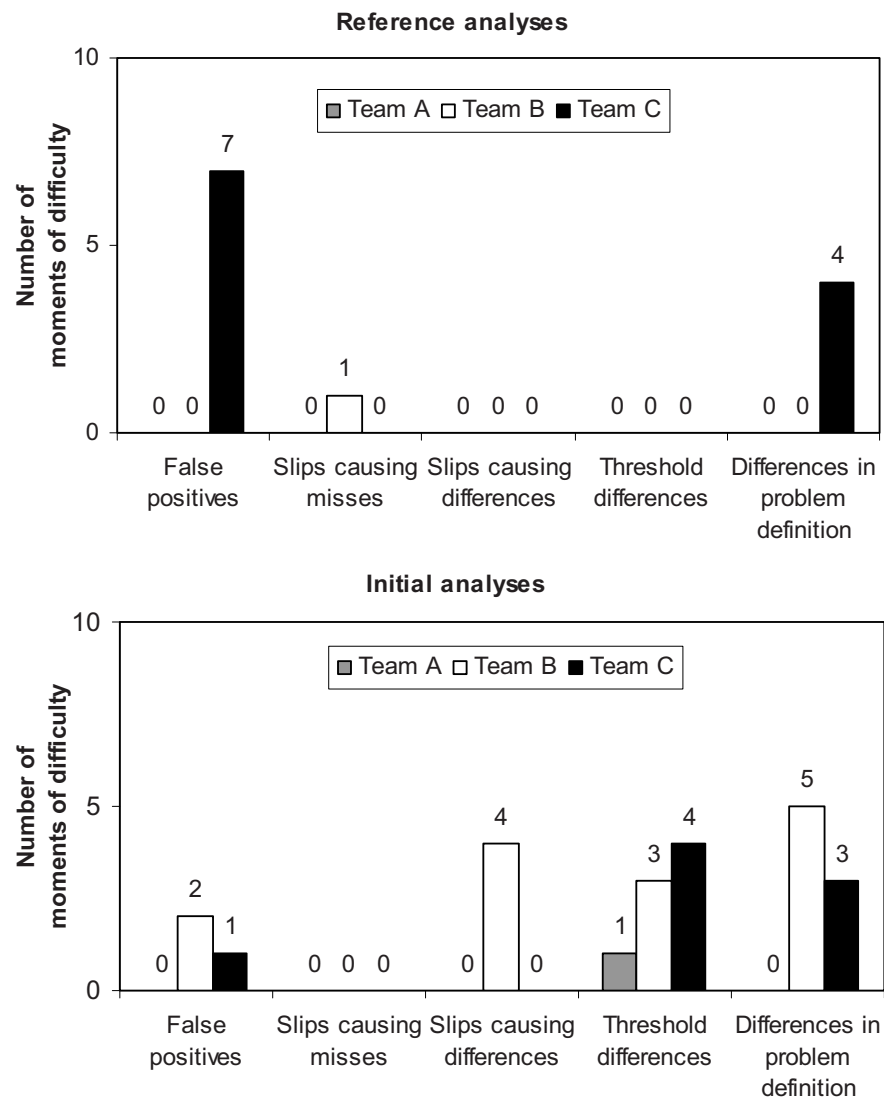 Reference analyses
10
Team A Team B Team C
7
Number of
moments of difficulty
5
4
1
0 0 0 0 0 0 0 0 0 0 0 0
0
False Slips causing Slips causing Threshold Differences in
positives misses differences differences problem
definition
Initial analyses
10
Team A Team B Team C
Number of
moments of difficulty
5
5
4 4
3 3
2
1 1
0 0 0 0 0 0 0
0
False Slips causing Slips causing Threshold Differences in
positives misses differences differences problem
definition